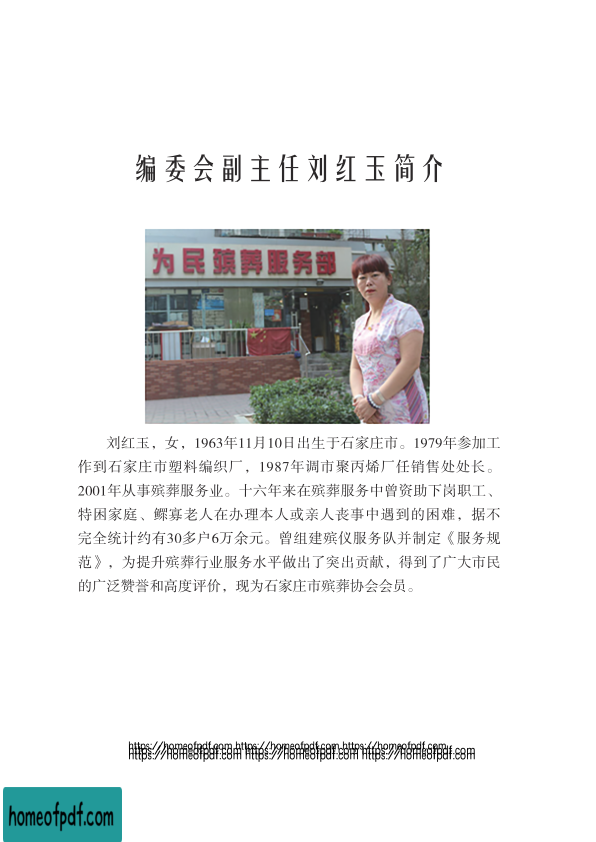 编委会副主任刘红玉简介
为民殡葬服务部
刘红玉，女，1963年11月10日出生于石家庄市。1979年参加工
作到石家庄市塑料编织厂，1987年调市聚丙烯厂任销售处处长。
2001年从事殡葬服务业。十六年来在殡葬服务中曾资助下岗职工、
特困家庭、鳏寡老人在办理本人或亲人丧事中遇到的困难，据不
完全统计约有30多户6万余元。曾组建殡仪服务队并制定《服务规
范》，为提升殡葬行业服务水平做出了突出贡献，得到了广大市民
的广泛赞誉和高度评价，现为石家庄市殡葬协会会员。
https://homeofpdf.com https://homeofpdf.com https://homeofpdf.com
https://homeofpdf.com https://homeofpdf.com https://homeofpdf.com
homeofpdf.com